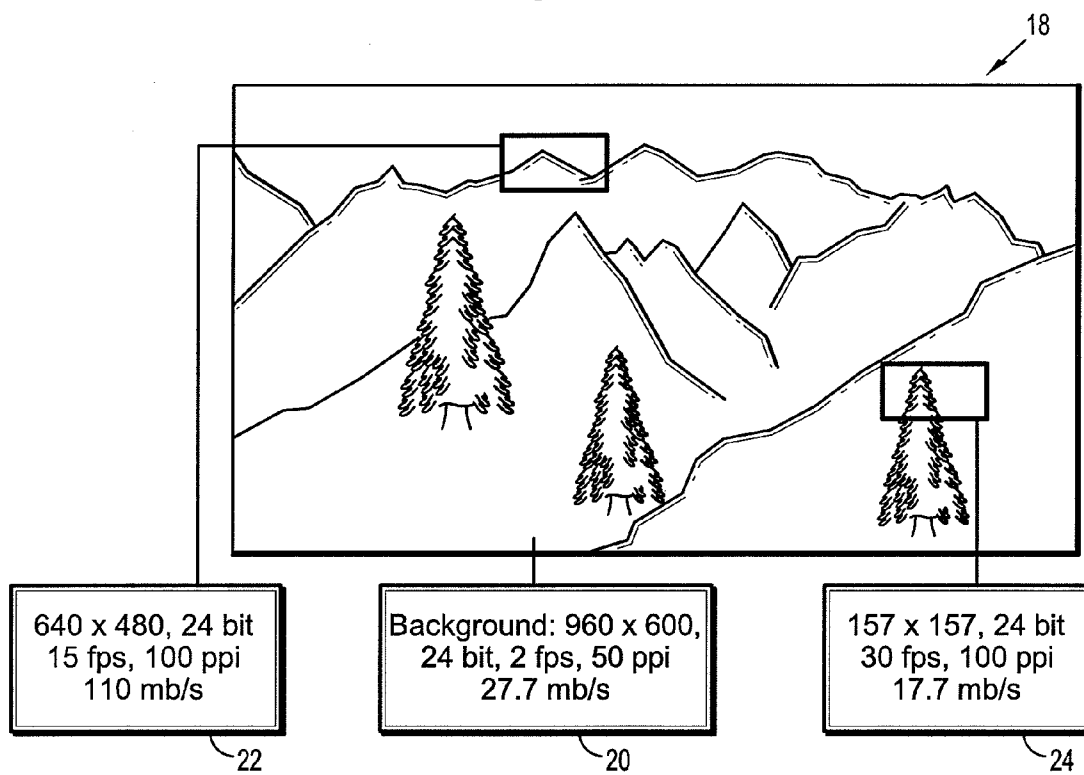 18
640 x 480, 24 bit
15 fps, 100 ppi
110 mb/s
22
Background: 960 x 600,
24 bit, 2 fps, 50 ppi
27.7 mb/s
20
157 x 157, 24 bit
30 fps, 100 ppi
17.7 mb/s
24